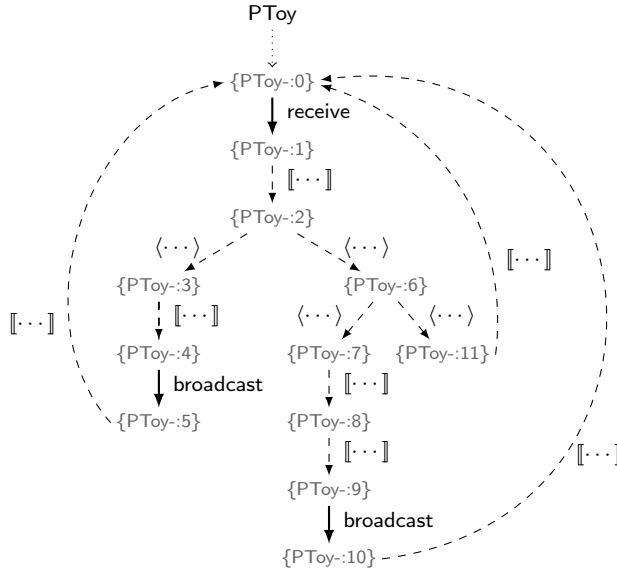 PToy
{PToy-:0}
receive
{PToy-:1}
⟦···⟧
{PToy-:2}
⟨···⟩ ⟨···⟩
⟦···⟧
{PToy-:3} {PToy-:6}
⟦···⟧ ⟨···⟩ ⟨···⟩
⟦···⟧
{PToy-:4} {PToy-:7} {PToy-:11}
broadcast ⟦···⟧
{PToy-:5} {PToy-:8}
⟦···⟧ ⟦···⟧
{PToy-:9}
broadcast
{PToy-:10}